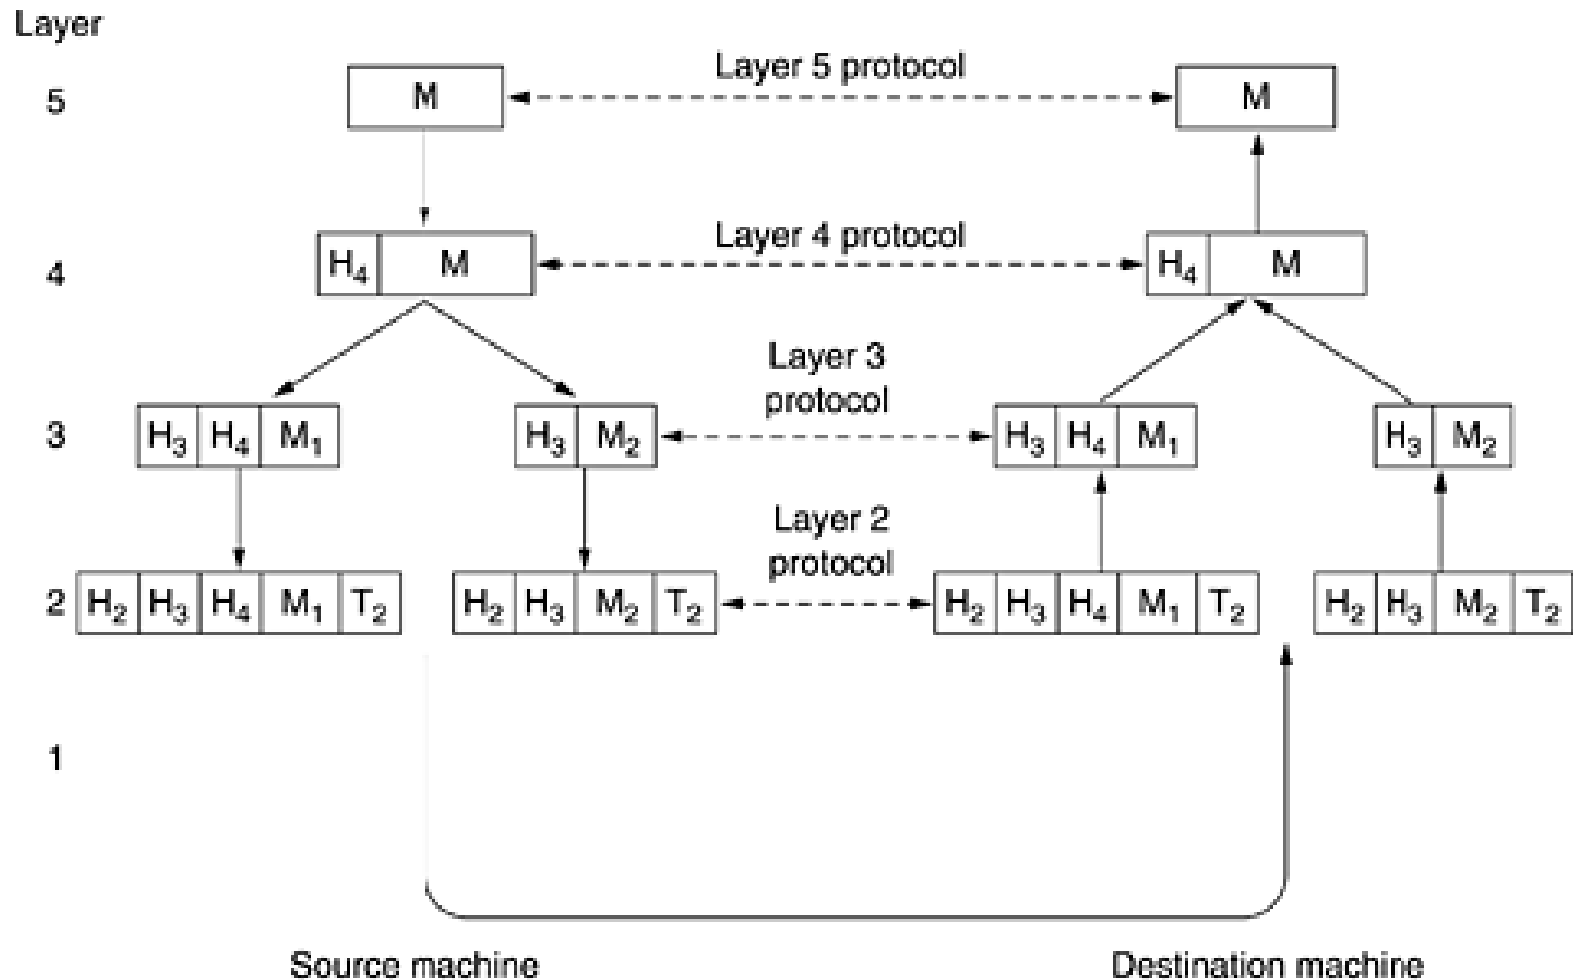 Layer
5 M Layer 5 protocol M
4 H4 M Layer 4 protocol H4 M
Layer 3
protocol
3 H3 H4 M1 H3 M2 H3 H4 M1 H3 M2
Layer 2
protocol
2 H2 H3 H4 M1 T2 H2 H3 M2 T2 H2 H3 H4 M1 T2 H2 H3 M2 T2
1
Source machine Destination machine